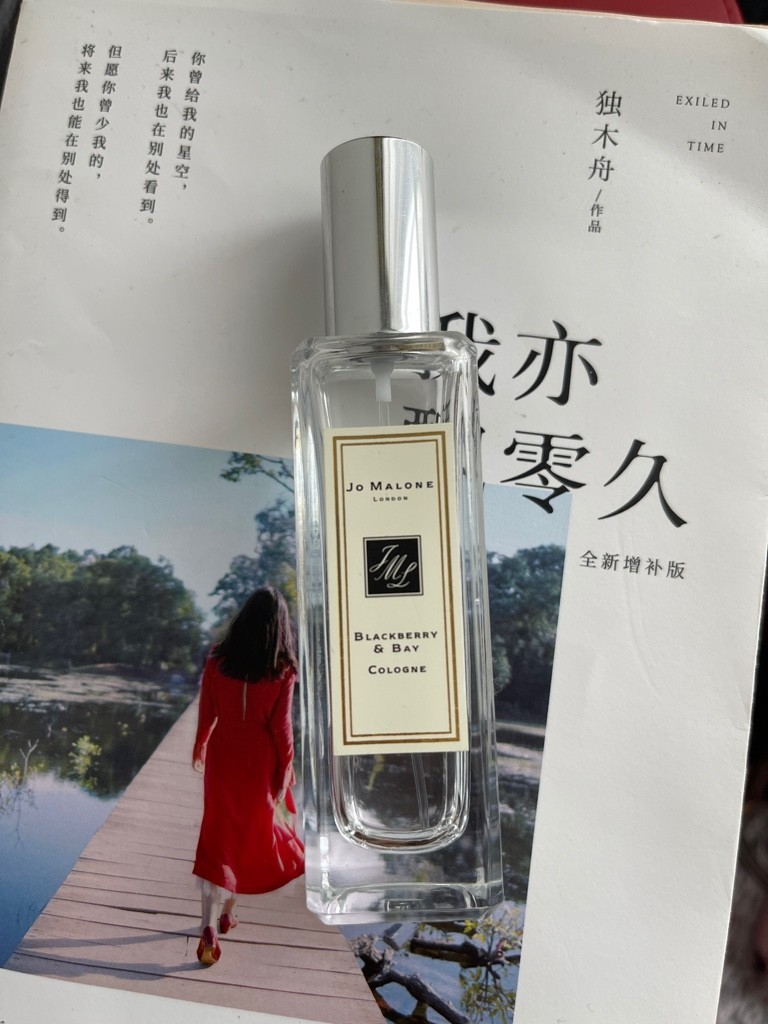 你曾给我的星空，
后来我也在别处看到。
但愿你曾少我的，
将来我也能在别处得到。
EXILED
IN
TIME
独木舟/作品
我亦
零久
全新增补版
JO MALONE
LONDON
JML
BLACKBERRY
& BAY
COLOGNE